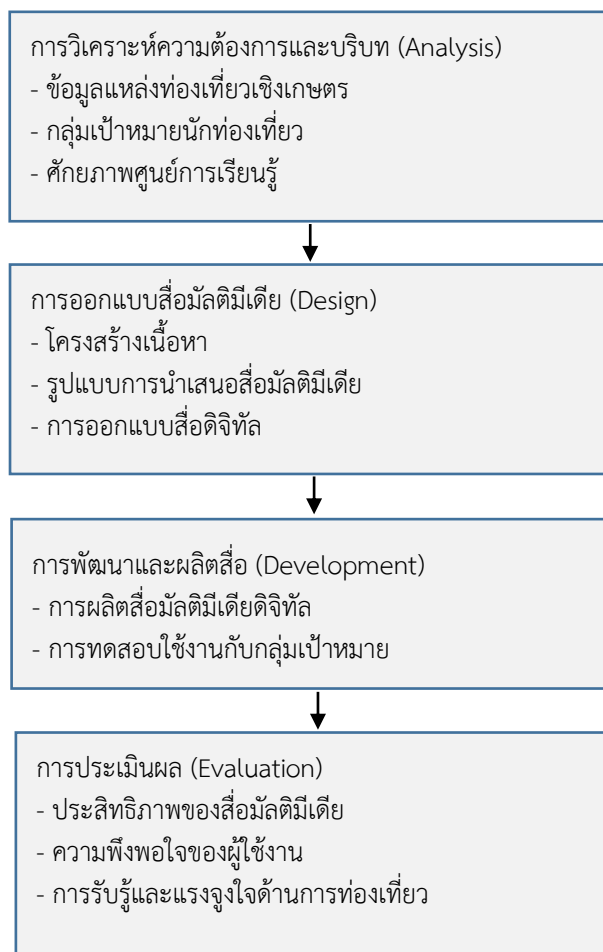 การวิเคราะห์ความต้องการและบริบท (Analysis)
- ข้อมูลแหล่งท่องเที่ยวเชิงเกษตร
- กลุ่มเป้าหมายนักท่องเที่ยว
- ศักยภาพศูนย์การเรียนรู้
การออกแบบสื่อมัลติมีเดีย (Design)
- โครงสร้างเนื้อหา
- รูปแบบการนำเสนอสื่อมัลติมีเดีย
- การออกแบบสื่อดิจิทัล
การพัฒนาและผลิตสื่อ (Development)
- การผลิตสื่อมัลติมีเดียดิจิทัล
- การทดสอบใช้งานกับกลุ่มเป้าหมาย
การประเมินผล (Evaluation)
- ประสิทธิภาพของสื่อมัลติมีเดีย
- ความพึงพอใจของผู้ใช้งาน
- การรับรู้และแรงจูงใจด้านการท่องเที่ยว